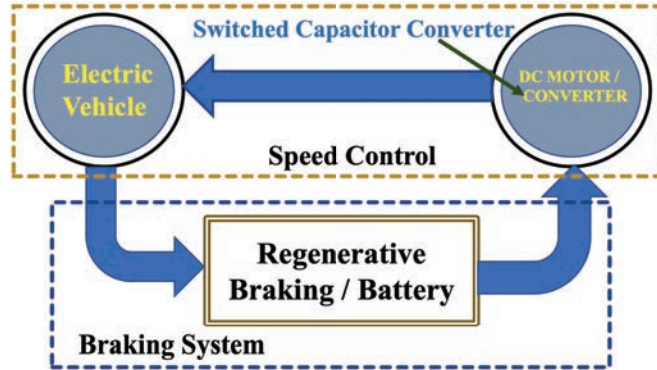 Switched Capacitor Converter
Electric
Vehicle
DC MOTOR /
CONVERTER
Speed Control
Regenerative
Braking / Battery
Braking System